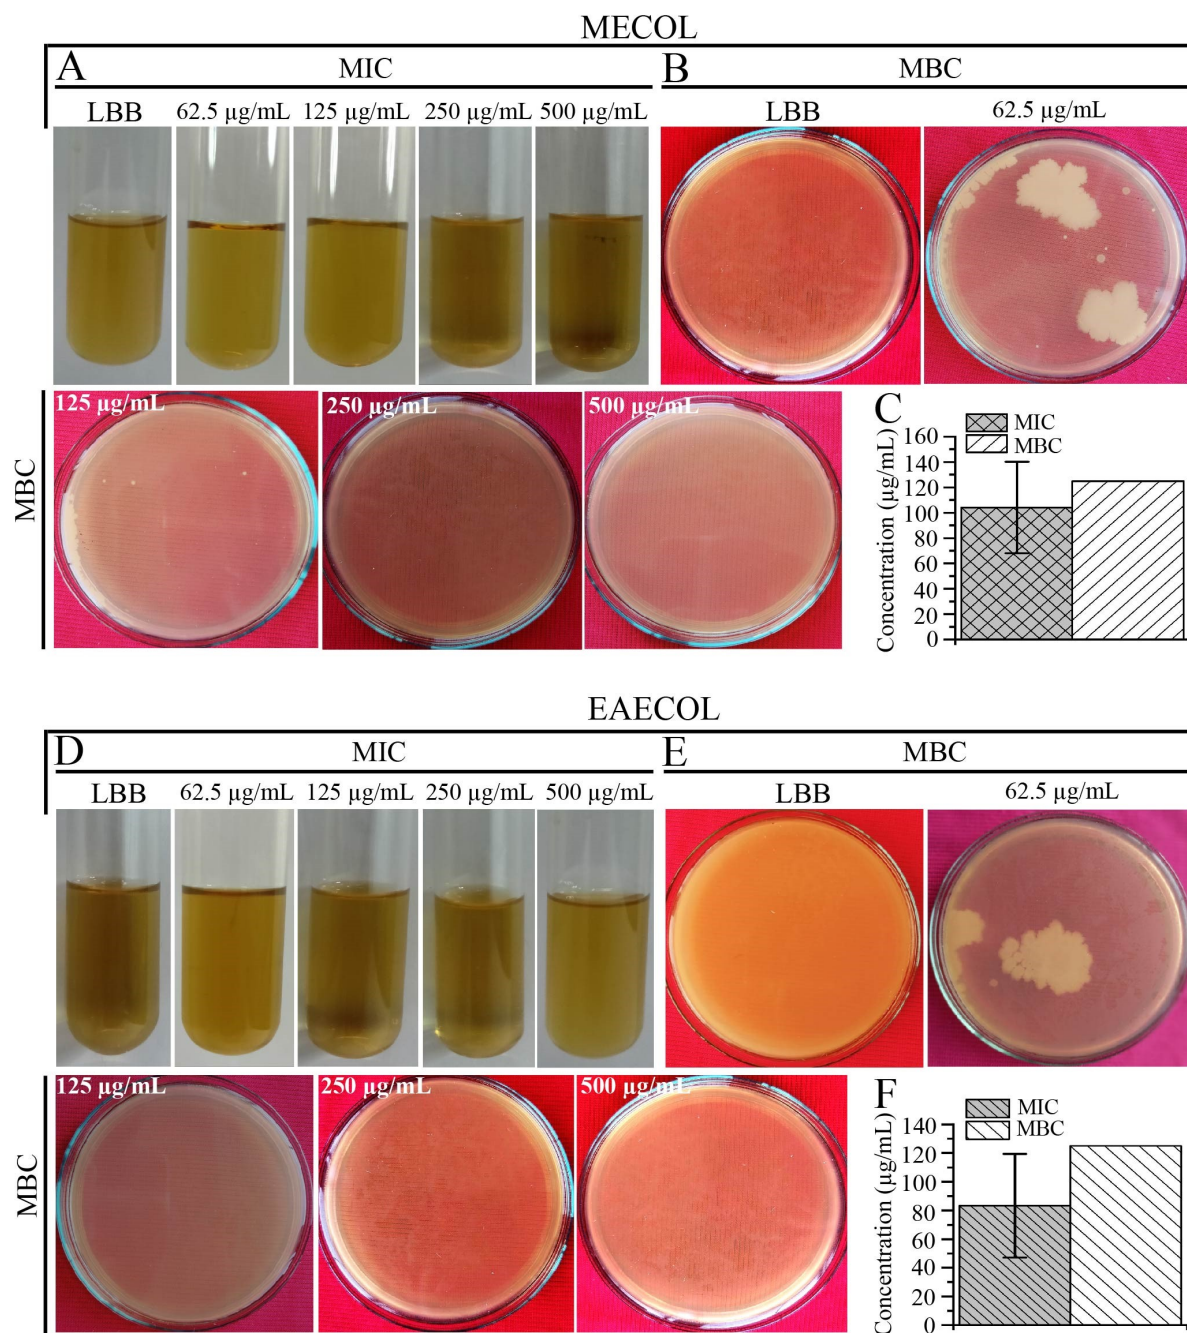 MECOL
A
MIC
B
MBC
LBB
62.5 µg/mL
125 µg/mL
250 µg/mL
500 µg/mL
LBB
62.5 µg/mL
MBC
125 µg/mL
250 µg/mL
500 µg/mL
C
MIC
MBC
Concentration (µg/mL)
160
140
120
100
80
60
40
20
0
EAECOL
D
MIC
E
MBC
LBB
62.5 µg/mL
125 µg/mL
250 µg/mL
500 µg/mL
LBB
62.5 µg/mL
MBC
125 µg/mL
250 µg/mL
500 µg/mL
F
MIC
MBC
Concentration (µg/mL)
140
120
100
80
60
40
20
0